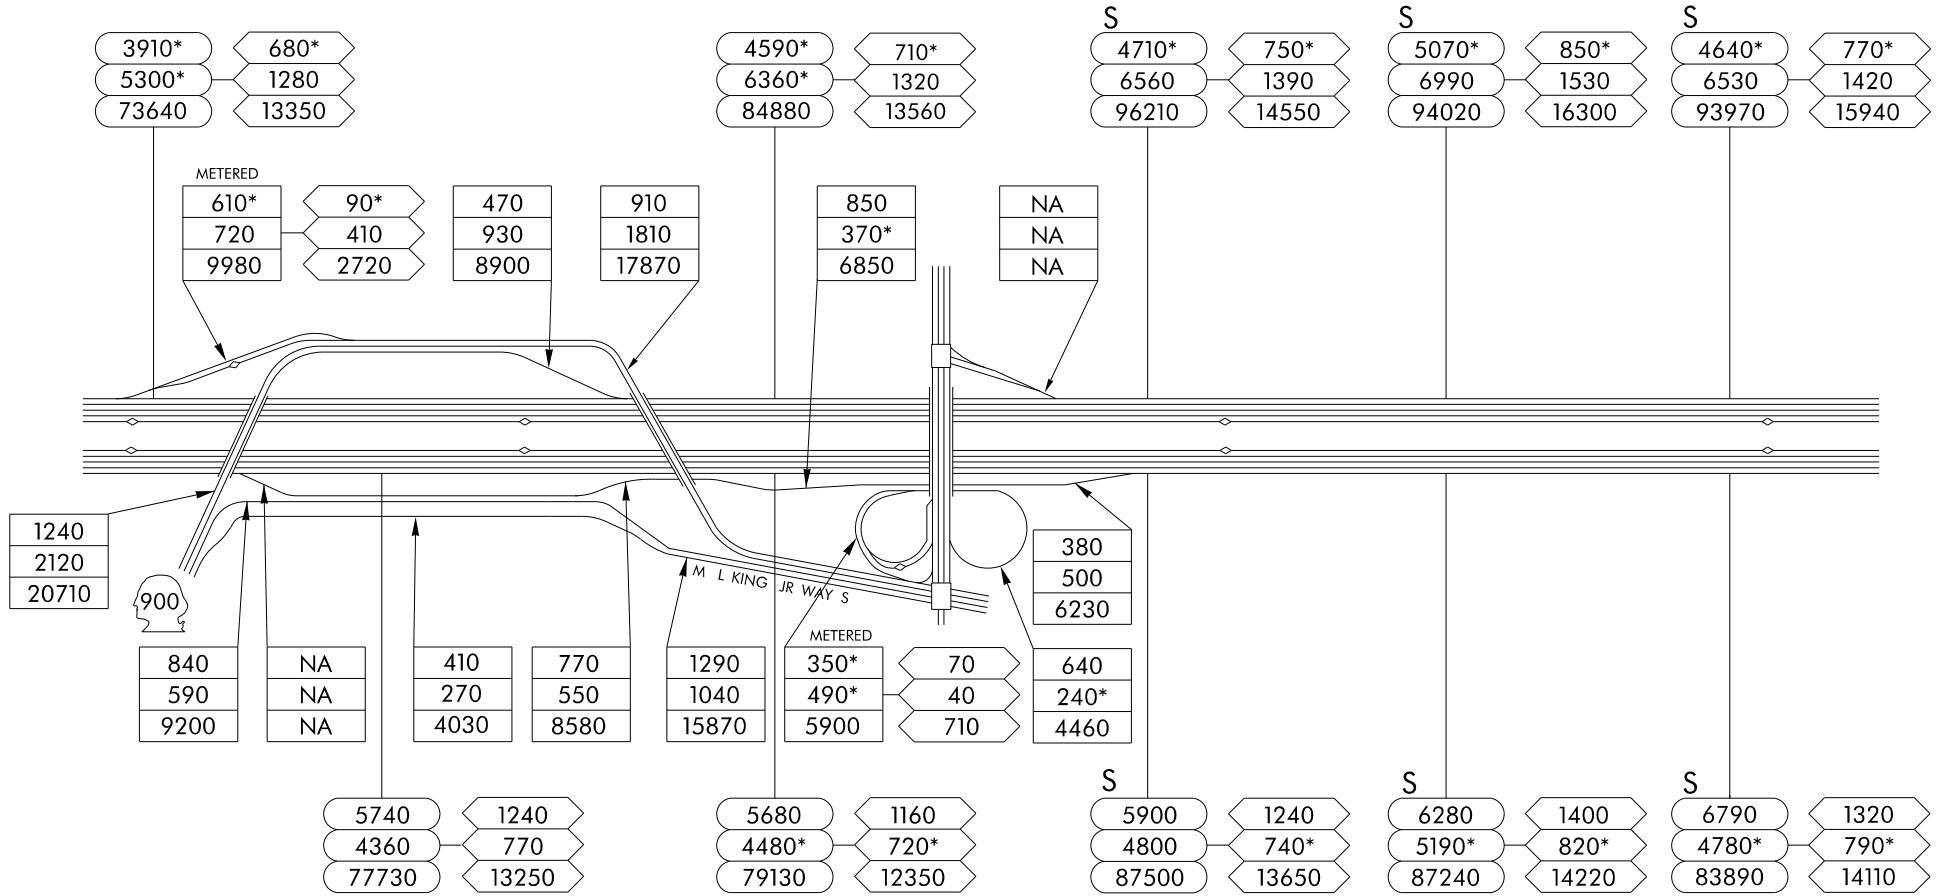 S S S
3910* 680* 4590* 710* 4710* 750* 5070* 850* 4640* 770*
5300* 1280 6360* 1320 6560 1390 6990 1530 6530 1420
73640 13350 84880 13560 96210 14550 94020 16300 93970 15940
METERED
610* 90* 470 910 850 NA
720 410 930 1810 370* NA
9980 2720 8900 17870 6850 NA
1240
2120
20710
900
M L KING JR WAY S
380
500
6230
METERED
840 NA 410 770 1290 350* 70 640
590 NA 270 550 1040 490* 40 240*
9200 NA 4030 8580 15870 5900 710 4460
S S S
5740 1240 5680 1160 5900 1240 6280 1400 6790 1320
4360 770 4480* 720* 4800 740* 5190* 820* 4780* 790*
77730 13250 79130 12350 87500 13650 87240 14220 83890 14110